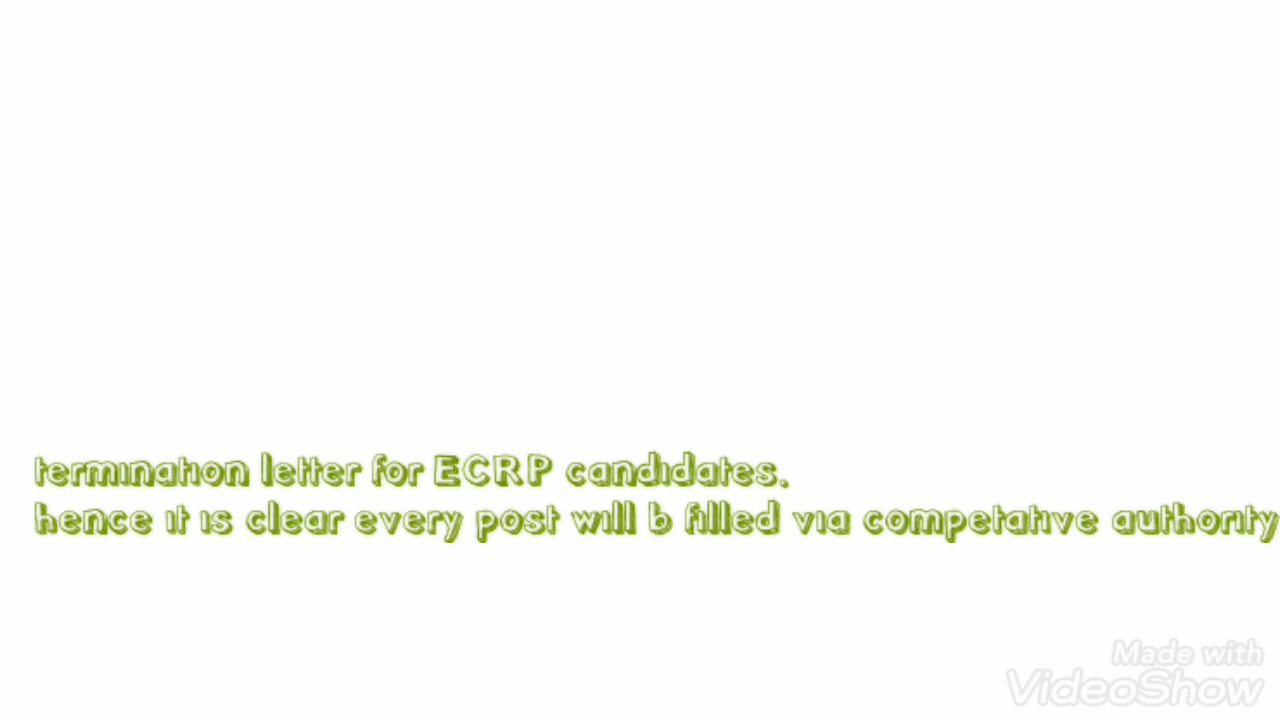 termination letter for ECRP candidates.
hence it is clear every post will b filled via competative authority
Made with
VideoShow